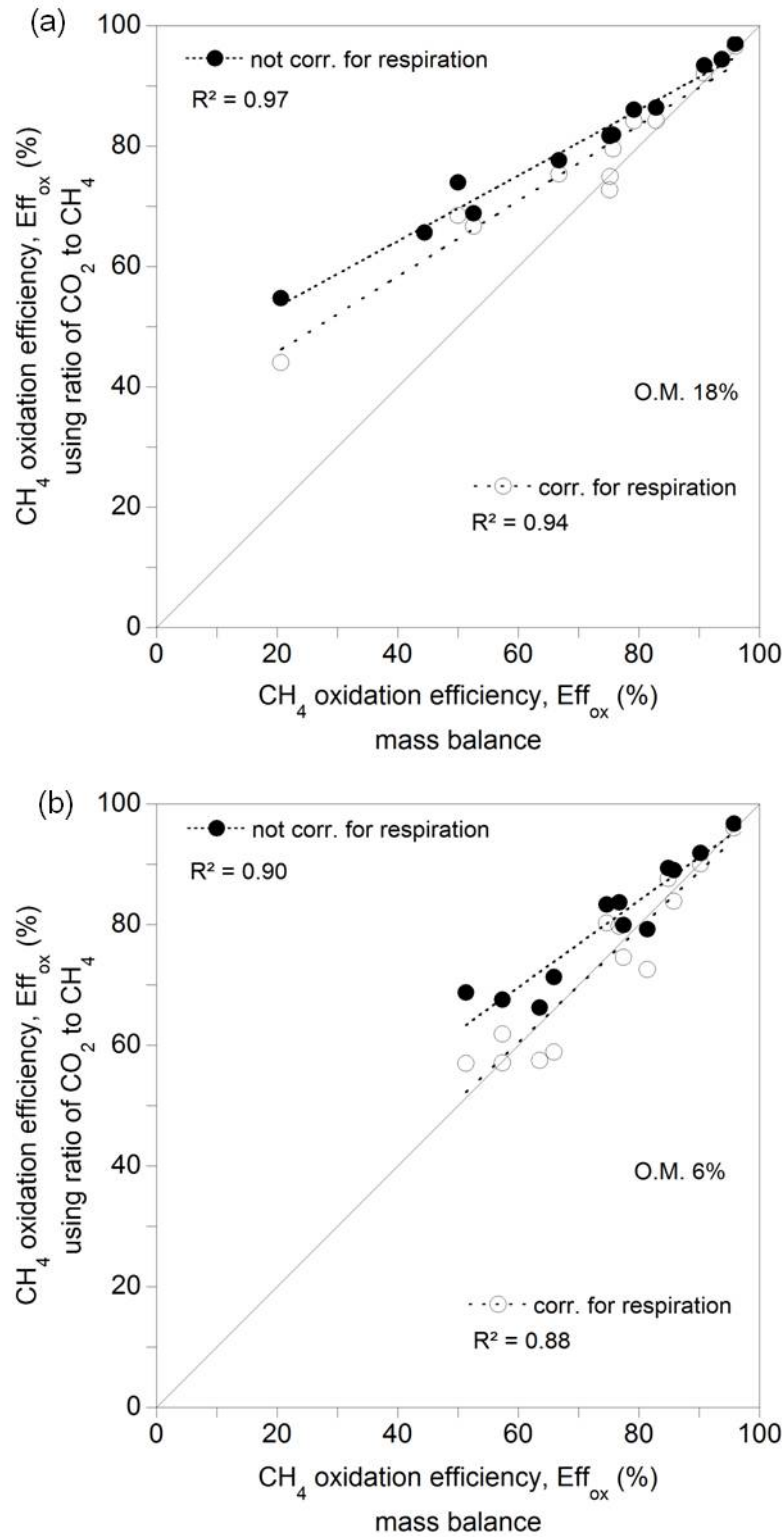 (a)
100
80
60
40
20
0
not corr. for respiration
R² = 0.97
O.M. 18%
corr. for respiration
R² = 0.94
CH₄ oxidation efficiency, Effₒₓ (%)
using ratio of CO₂ to CH₄
0 20 40 60 80 100
CH₄ oxidation efficiency, Effₒₓ (%)
mass balance
(b)
100
80
60
40
20
0
not corr. for respiration
R² = 0.90
O.M. 6%
corr. for respiration
R² = 0.88
CH₄ oxidation efficiency, Effₒₓ (%)
using ratio of CO₂ to CH₄
0 20 40 60 80 100
CH₄ oxidation efficiency, Effₒₓ (%)
mass balance